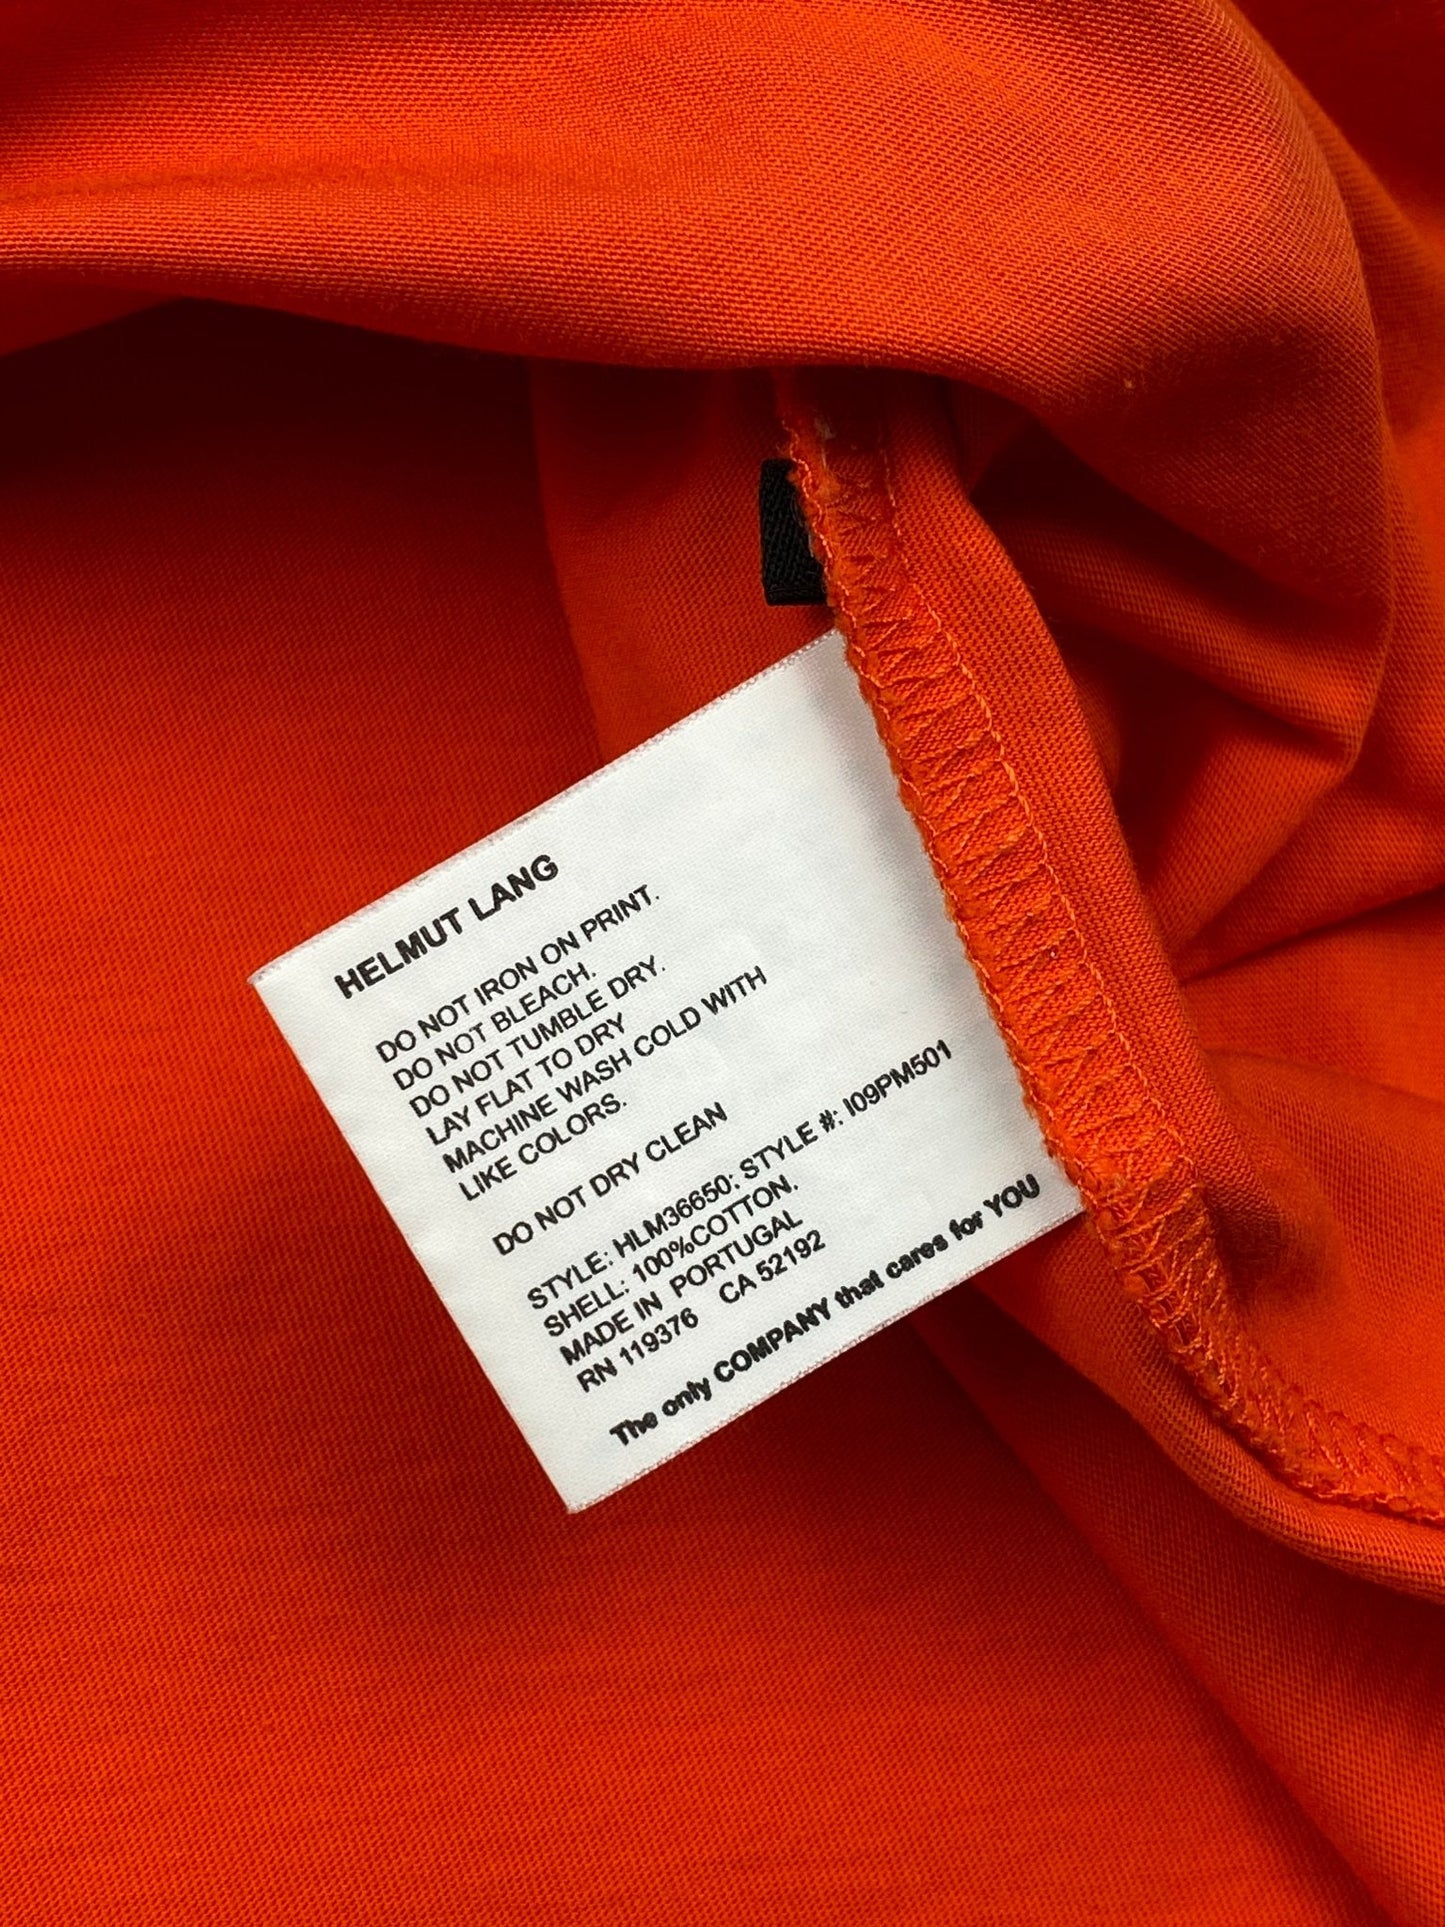 HELMUT LANG
DO NOT IRON ON PRINT.
DO NOT BLEACH.
DO NOT TUMBLE DRY.
LAY FLAT TO DRY
MACHINE WASH COLD WITH
LIKE COLORS.
DO NOT DRY CLEAN
STYLE: HLM36650; STYLE #: I09PM501
SHELL: 100%COTTON,
MADE IN PORTUGAL
RN 119376 CA 52192
The only COMPANY that cares for YOU